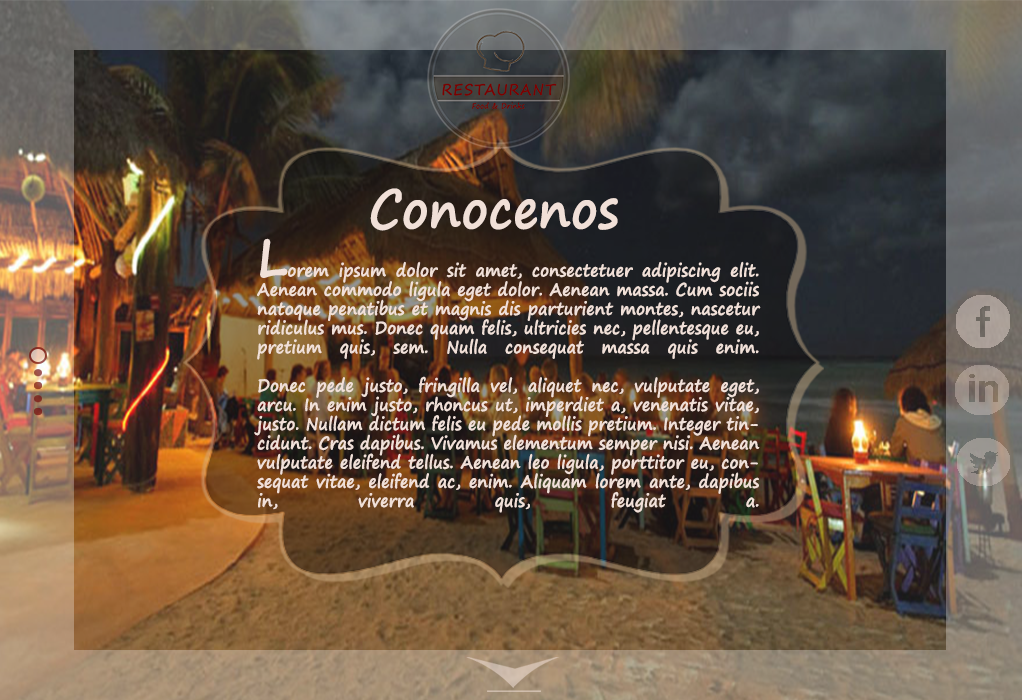 RESTAURANT
Conocenos
Lorem ipsum dolor sit amet, consectetuer adipiscing elit.
Aenean commodo ligula eget dolor. Aenean massa. Cum sociis
natoque penatibus et magnis dis parturient montes, nascetur
ridiculus mus. Donec quam felis, ultricies nec, pellentesque eu,
pretium quis, sem. Nulla consequat massa quis enim.
Donec pede justo, fringilla vel, aliquet nec, vulputate eget,
arcu. In enim justo, rhoncus ut, imperdiet a, venenatis vitae,
justo. Nullam dictum felis eu pede mollis pretium. Integer tin-
cidunt. Cras dapibus. Vivamus elementum semper nisi. Aenean
vulputate eleifend tellus. Aenean leo ligula, porttitor eu, con-
sequat vitae, eleifend ac, enim. Aliquam lorem ante, dapibus
in, viverra quis, feugiat a.
f
in